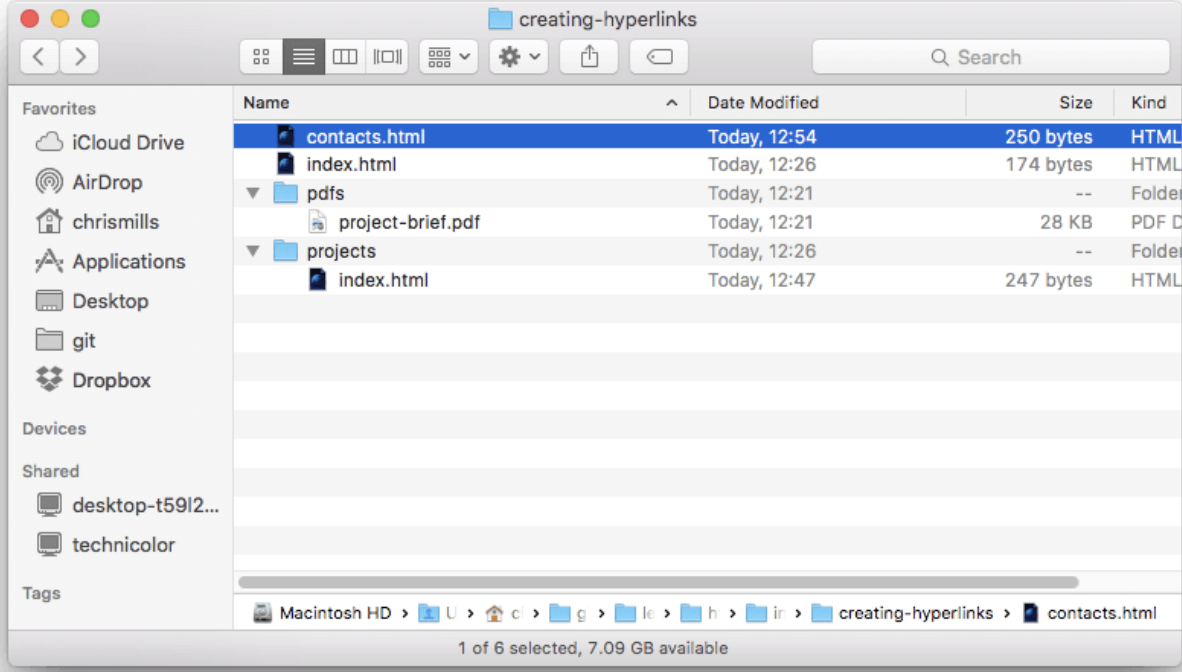 creating-hyperlinks
Search
Favorites
iCloud Drive
AirDrop
chrismills
Applications
Desktop
git
Dropbox
Devices
Shared
desktop-t59l2...
technicolor
Tags
Name Date Modified Size Kind
contacts.html Today, 12:54 250 bytes HTML
index.html Today, 12:26 174 bytes HTML
pdfs Today, 12:21 -- Folder
project-brief.pdf Today, 12:21 28 KB PDF D
projects Today, 12:26 -- Folder
index.html Today, 12:47 247 bytes HTML
Macintosh HD › U › cl › g › le › h › in › creating-hyperlinks › contacts.html
1 of 6 selected, 7.09 GB available